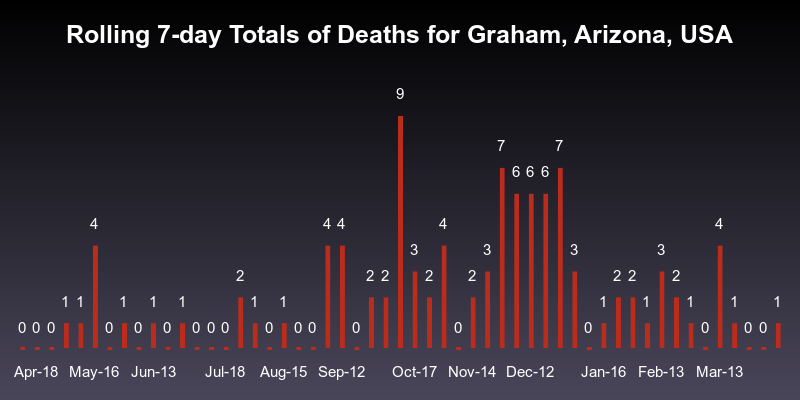 Rolling 7-day Totals of Deaths for Graham, Arizona, USA
9
7 7
6 6 6
4 4 4 4 4
3 3 3 3
2 2 2 2 2 2 2 2
1 1 1 1 1 1 1 1 1 1 1
0 0 0 0 0 0 0 0 0 0 0 0 0 0 0 0 0 0
Apr-18 May-16 Jun-13 Jul-18 Aug-15 Sep-12 Oct-17 Nov-14 Dec-12 Jan-16 Feb-13 Mar-13